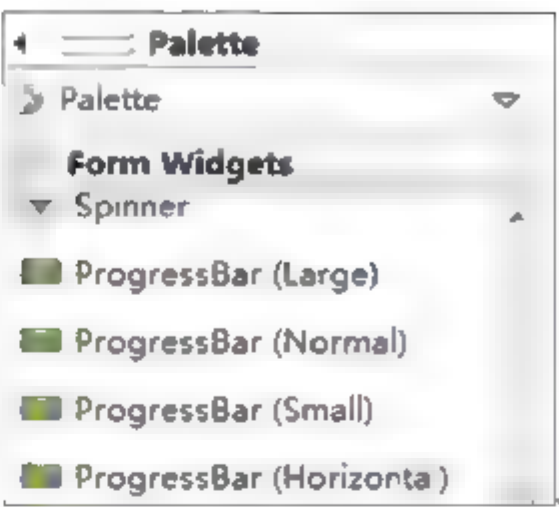 Palette
Palette
Form Widgets
Spinner
ProgressBar (Large)
ProgressBar (Normal)
ProgressBar (Small)
ProgressBar (Horizonta )